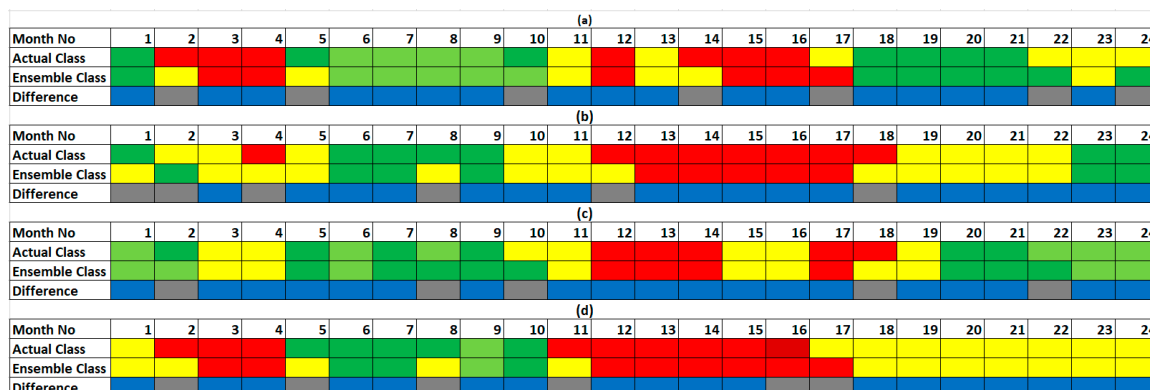 (a)
Month No 1 2 3 4 5 6 7 8 9 10 11 12 13 14 15 16 17 18 19 20 21 22 23 24
Actual Class
Ensemble Class
Difference
(b)
Month No 1 2 3 4 5 6 7 8 9 10 11 12 13 14 15 16 17 18 19 20 21 22 23 24
Actual Class
Ensemble Class
Difference
(c)
Month No 1 2 3 4 5 6 7 8 9 10 11 12 13 14 15 16 17 18 19 20 21 22 23 24
Actual Class
Ensemble Class
Difference
(d)
Month No 1 2 3 4 5 6 7 8 9 10 11 12 13 14 15 16 17 18 19 20 21 22 23 24
Actual Class
Ensemble Class
Difference